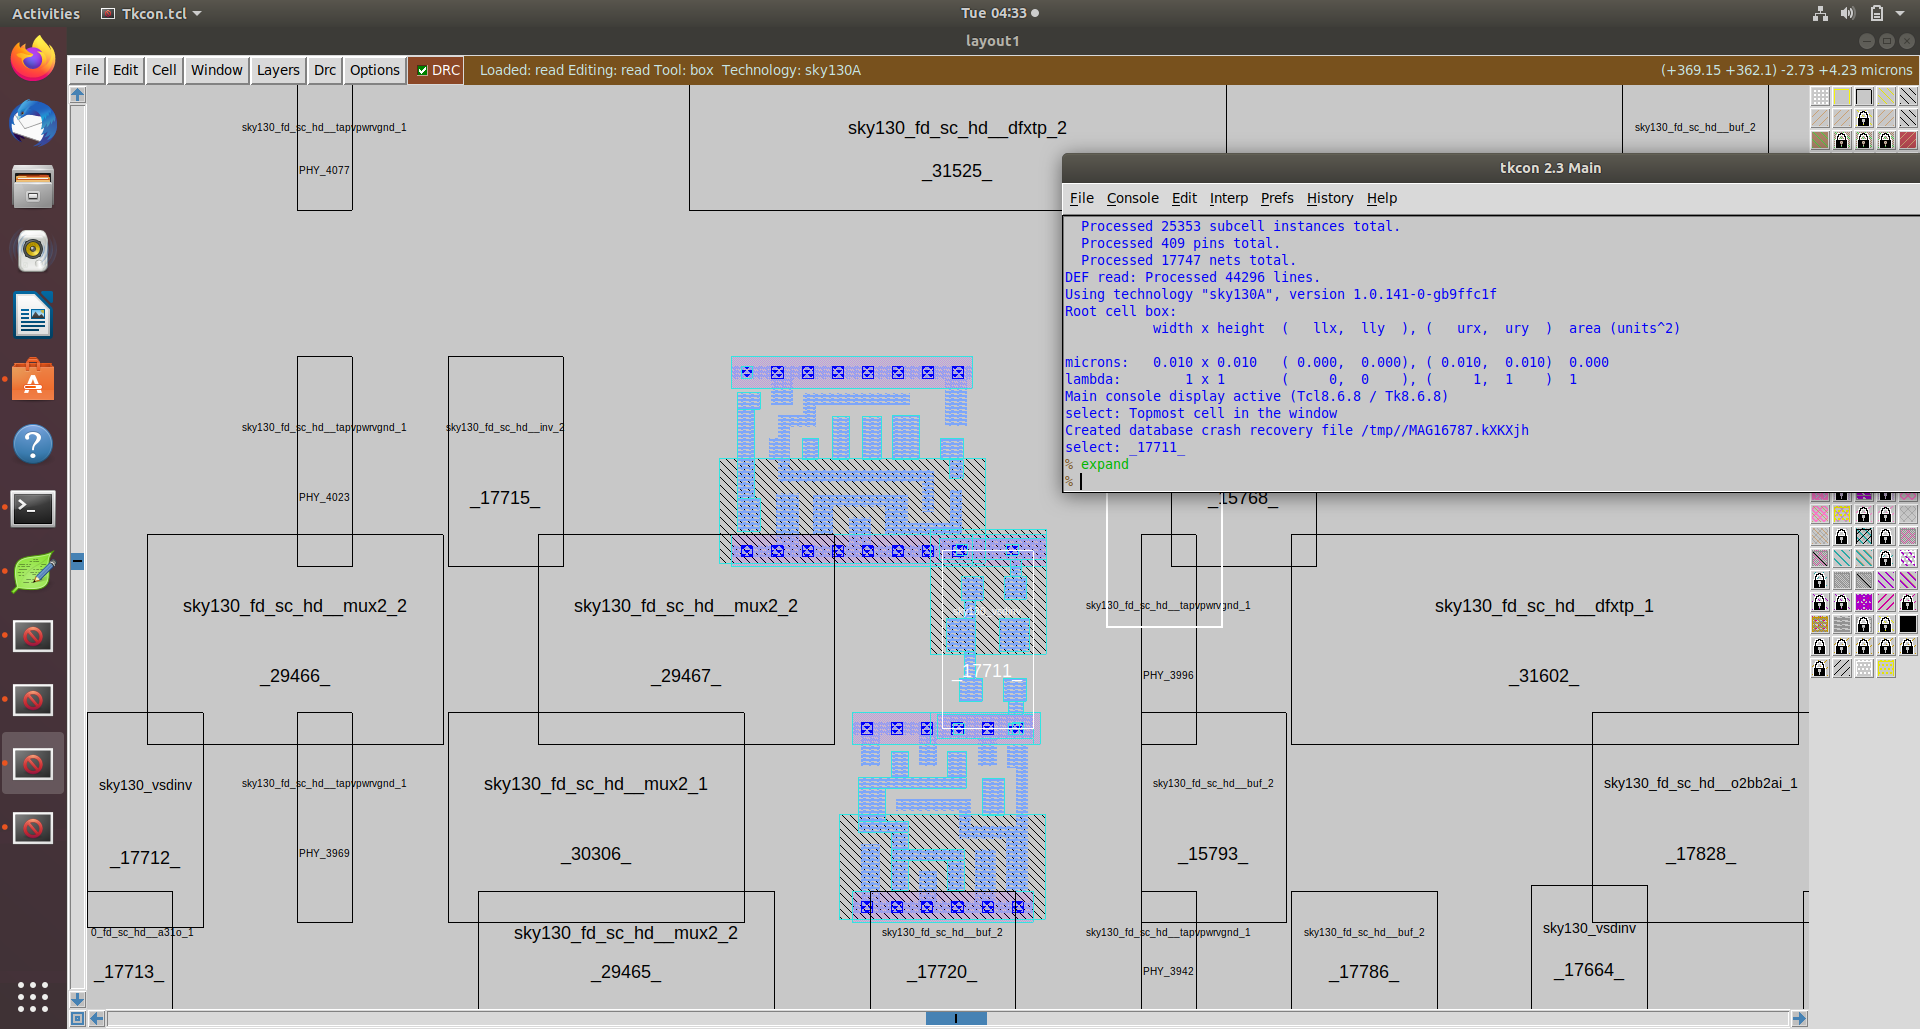 Activities Tkcon.tcl Tue 04:33
layout1
File Edit Cell Window Layers Drc Options DRC Loaded: read Editing: read Tool: box Technology: sky130A (+369.15 +362.1) -2.73 +4.23 microns
sky130_fd_sc_hd__tapvpwrvgnd_1
PHY_4077
sky130_fd_sc_hd__dfxtp_2
_31525_
sky130_fd_sc_hd__buf_2
tkcon 2.3 Main
File Console Edit Interp Prefs History Help
Processed 25353 subcell instances total.
Processed 409 pins total.
Processed 17747 nets total.
DEF read: Processed 44296 lines.
Using technology "sky130A", version 1.0.141-0-gb9ffc1f
Root cell box:
width x height ( llx, lly ), ( urx, ury ) area (units^2)
microns: 0.010 x 0.010 ( 0.000, 0.000), ( 0.010, 0.010) 0.000
lambda: 1 x 1 ( 0, 0 ), ( 1, 1 ) 1
Main console display active (Tcl8.6.8 / Tk8.6.8)
select: Topmost cell in the window
Created database crash recovery file /tmp//MAG16787.kXKXjh
select: _17711_
% expand
%
sky130_fd_sc_hd__tapvpwrvgnd_1
PHY_4023
sky130_fd_sc_hd__inv_2
_17715_
_15768_
sky130_fd_sc_hd__mux2_2
_29466_
sky130_fd_sc_hd__mux2_2
_29467_
_17711_
sky130_fd_sc_hd__tapvpwrvgnd_1
PHY_3996
sky130_fd_sc_hd__dfxtp_1
_31602_
sky130_vsdinv
_17712_
sky130_fd_sc_hd__tapvpwrvgnd_1
PHY_3969
sky130_fd_sc_hd__mux2_1
_30306_
sky130_fd_sc_hd__buf_2
_15793_
sky130_fd_sc_hd__o2bb2ai_1
_17828_
0_fd_sc_hd__a31o_1
_17713_
sky130_fd_sc_hd__mux2_2
_29465_
sky130_fd_sc_hd__buf_2
_17720_
sky130_fd_sc_hd__tapvpwrvgnd_1
PHY_3942
sky130_fd_sc_hd__buf_2
_17786_
sky130_vsdinv
_17664_